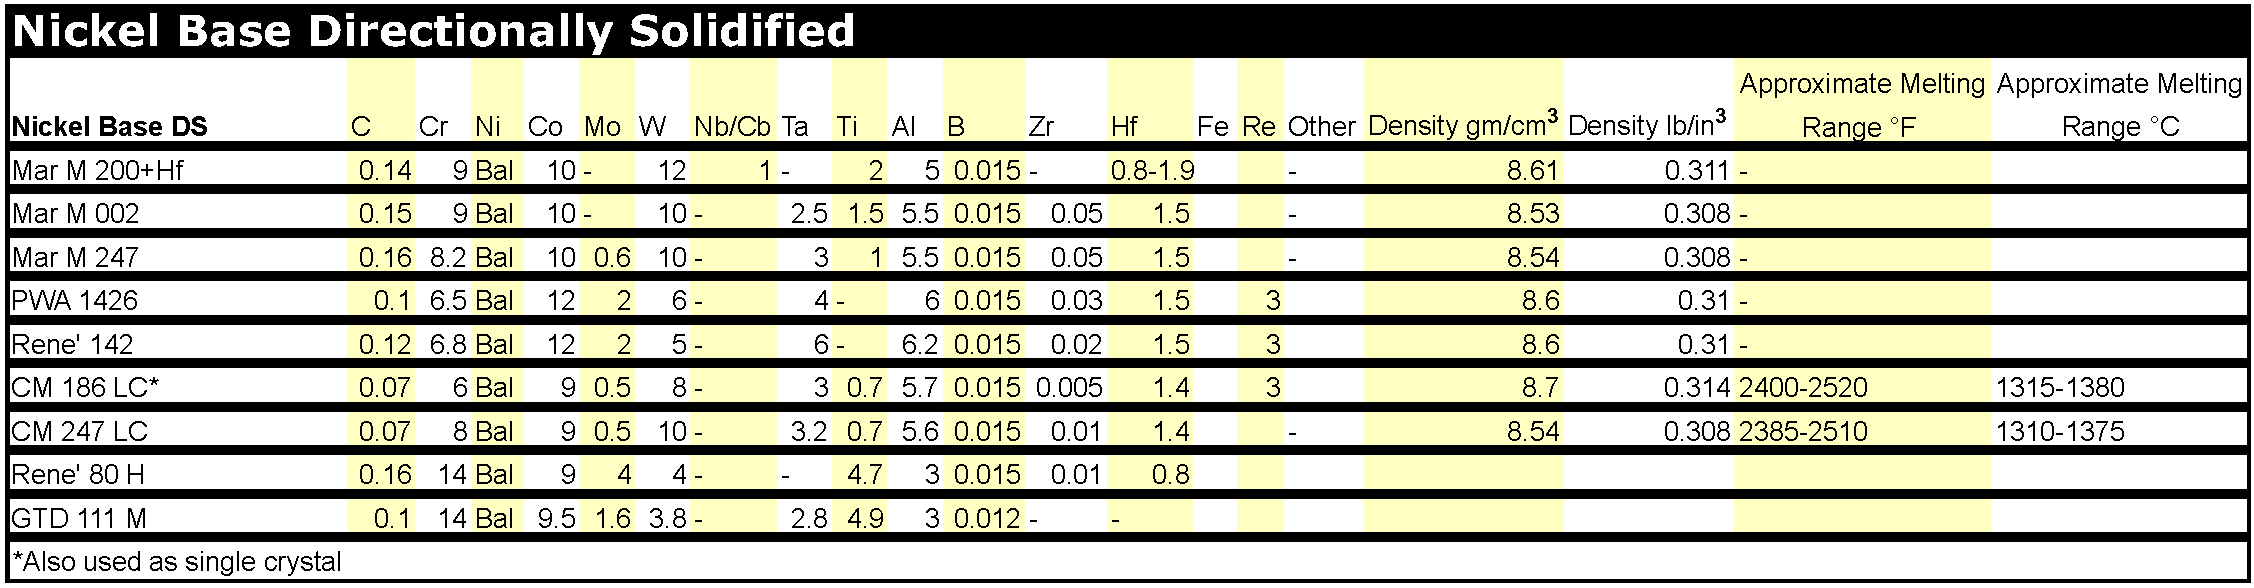 Nickel Base Directionally Solidified
Approximate Melting Approximate Melting
Nickel Base DS C Cr Ni Co Mo W Nb/Cb Ta Ti Al B Zr Hf Fe Re Other Density gm/cm³ Density lb/in³ Range °F Range °C
Mar M 200+Hf 0.14 9 Bal 10 - 12 1 - 2 5 0.015 - 0.8-1.9 - 8.61 0.311 -
Mar M 002 0.15 9 Bal 10 - 10 - 2.5 1.5 5.5 0.015 0.05 1.5 - 8.53 0.308 -
Mar M 247 0.16 8.2 Bal 10 0.6 10 - 3 1 5.5 0.015 0.05 1.5 - 8.54 0.308 -
PWA 1426 0.1 6.5 Bal 12 2 6 - 4 - 6 0.015 0.03 1.5 3 8.6 0.31 -
Rene' 142 0.12 6.8 Bal 12 2 5 - 6 - 6.2 0.015 0.02 1.5 3 8.6 0.31 -
CM 186 LC* 0.07 6 Bal 9 0.5 8 - 3 0.7 5.7 0.015 0.005 1.4 3 8.7 0.314 2400-2520 1315-1380
CM 247 LC 0.07 8 Bal 9 0.5 10 - 3.2 0.7 5.6 0.015 0.01 1.4 - 8.54 0.308 2385-2510 1310-1375
Rene' 80 H 0.16 14 Bal 9 4 4 - - 4.7 3 0.015 0.01 0.8
GTD 111 M 0.1 14 Bal 9.5 1.6 3.8 - 2.8 4.9 3 0.012 - -
*Also used as single crystal